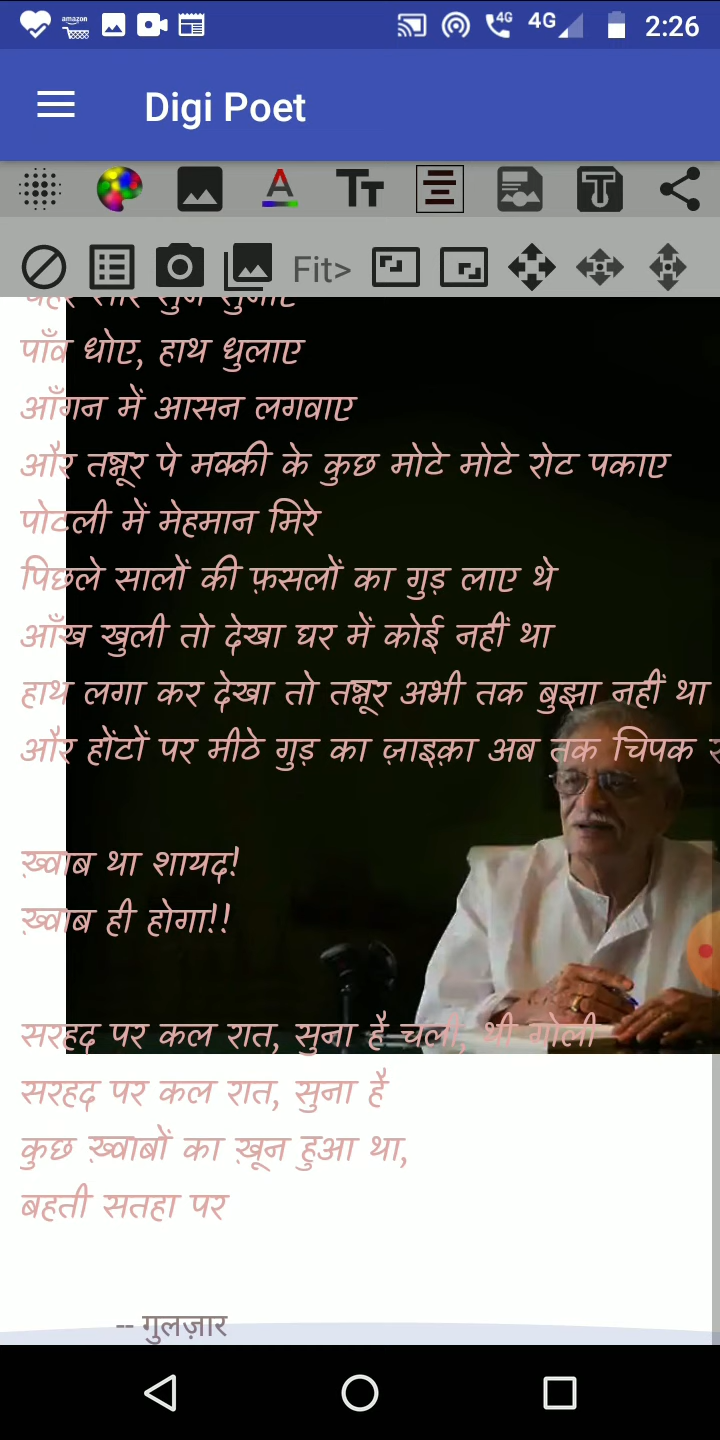 4G
4G
2:26
Digi Poet
Fit>
पाँव धोए, हाथ धुलाए
आँगन में आसन लगवाए
और तन्नूर पे मक्की के कुछ मोटे मोटे रोट पकाए
पोटली में मेहमान मिरे
पिछले सालों की फ़सलों का गुड़ लाए थे
आँख खुली तो देखा घर में कोई नहीं था
हाथ लगा कर देखा तो तन्नूर अभी तक बुझा नहीं था
और होंटों पर मीठे गुड़ का ज़ाइक़ा अब तक चिपक
ख़्वाब था शायद!
ख़्वाब ही होगा!!
सरहद पर कल रात, सुना है चली, थी गोली
सरहद पर कल रात, सुना है
कुछ ख़्वाबों का ख़ून हुआ था,
बहती सतहा पर
-- गुलज़ार